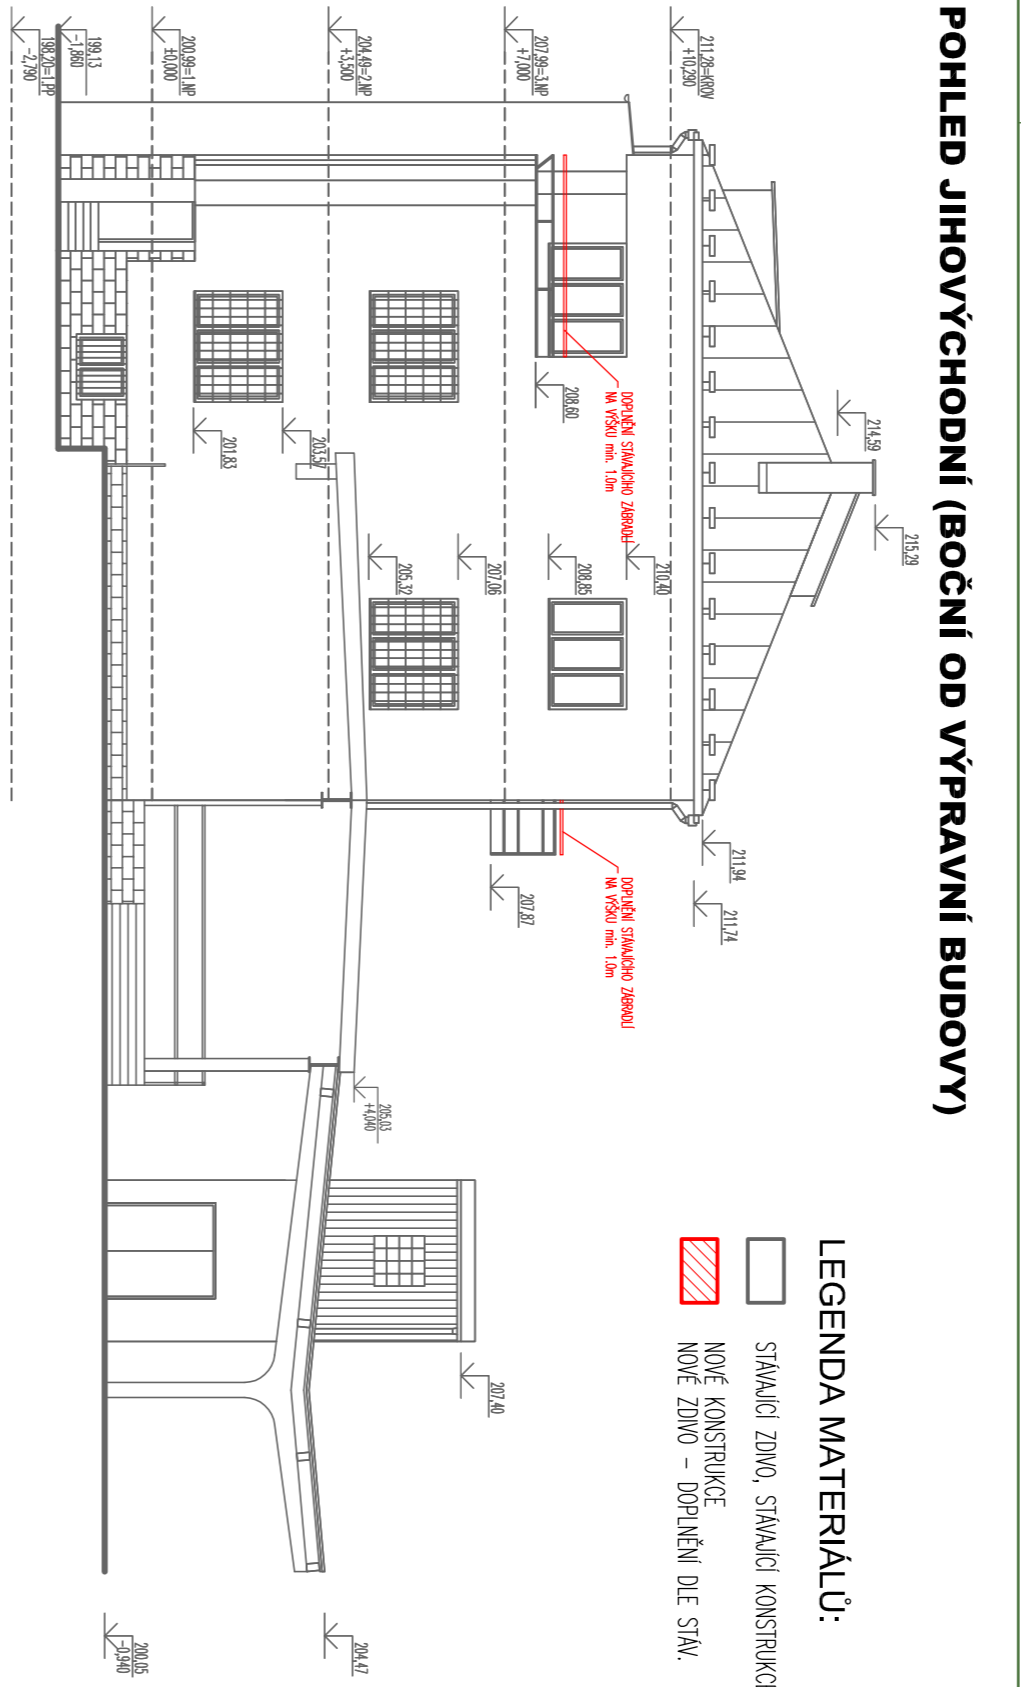 POHLED JIHOVÝCHODNÍ (BOČNÍ OD VÝPRAVNÍ BUDOVY)
LEGENDA MATERIÁLŮ:
STÁVAJÍCÍ ZDIVO, STÁVAJÍCÍ KONSTRUKCE
NOVÉ KONSTRUKCE
NOVÉ ZDIVO - DOPLNĚNÍ DLE STÁV.
215,29
214,59
211,28=KROV
+10,290
211,94
211,74
210,40
208,85
208,60
DOPLNĚNÍ STÁVAJÍCÍHO ZÁBRADLÍ
NA VÝŠKU min. 1.0m
DOPLNĚNÍ STÁVAJÍCÍHO ZÁBRADLÍ
NA VÝŠKU min. 1.0m
207,99=3.NP
+7,000
207,87
207,06
207,40
205,32
204,49=2.NP
+3,500
205,03
+4,040
204,47
203,57
201,83
200,99=1.NP
±0,000
199,13
-1,860
200,05
-0,940
198,20=1.PP
-2,790